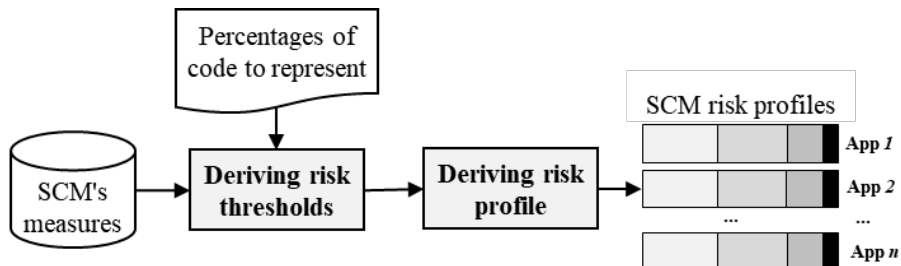 Percentages of
code to represent
SCM's
measures
Deriving risk
thresholds
Deriving risk
profile
SCM risk profiles
App 1
App 2
... ...
App n